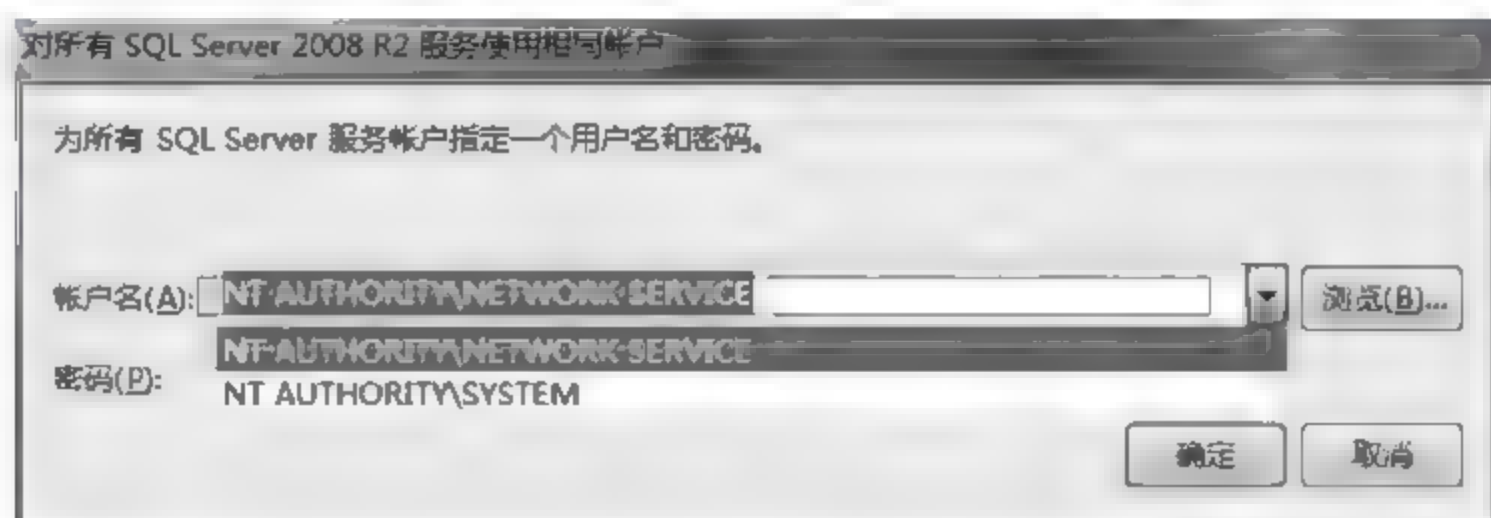 对所有 SQL Server 2008 R2 服务使用相同帐户
为所有 SQL Server 服务帐户指定一个用户名和密码。
帐户名(A): NT AUTHORITY\NETWORK SERVICE 浏览(B)...
NT AUTHORITY\NETWORK SERVICE
密码(P):
NT AUTHORITY\SYSTEM
确定 取消